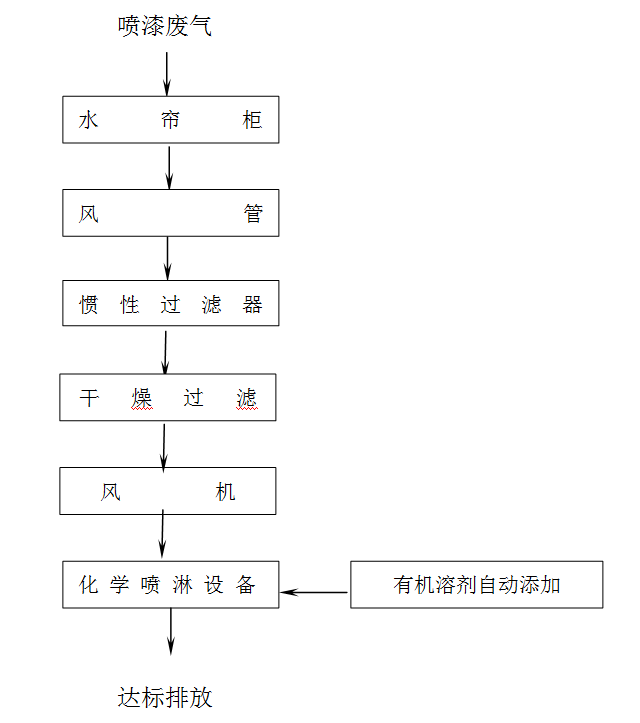 喷漆废气
水帘柜
风管
惯性过滤器
干燥过滤
风机
化学喷淋设备
有机溶剂自动添加
达标排放